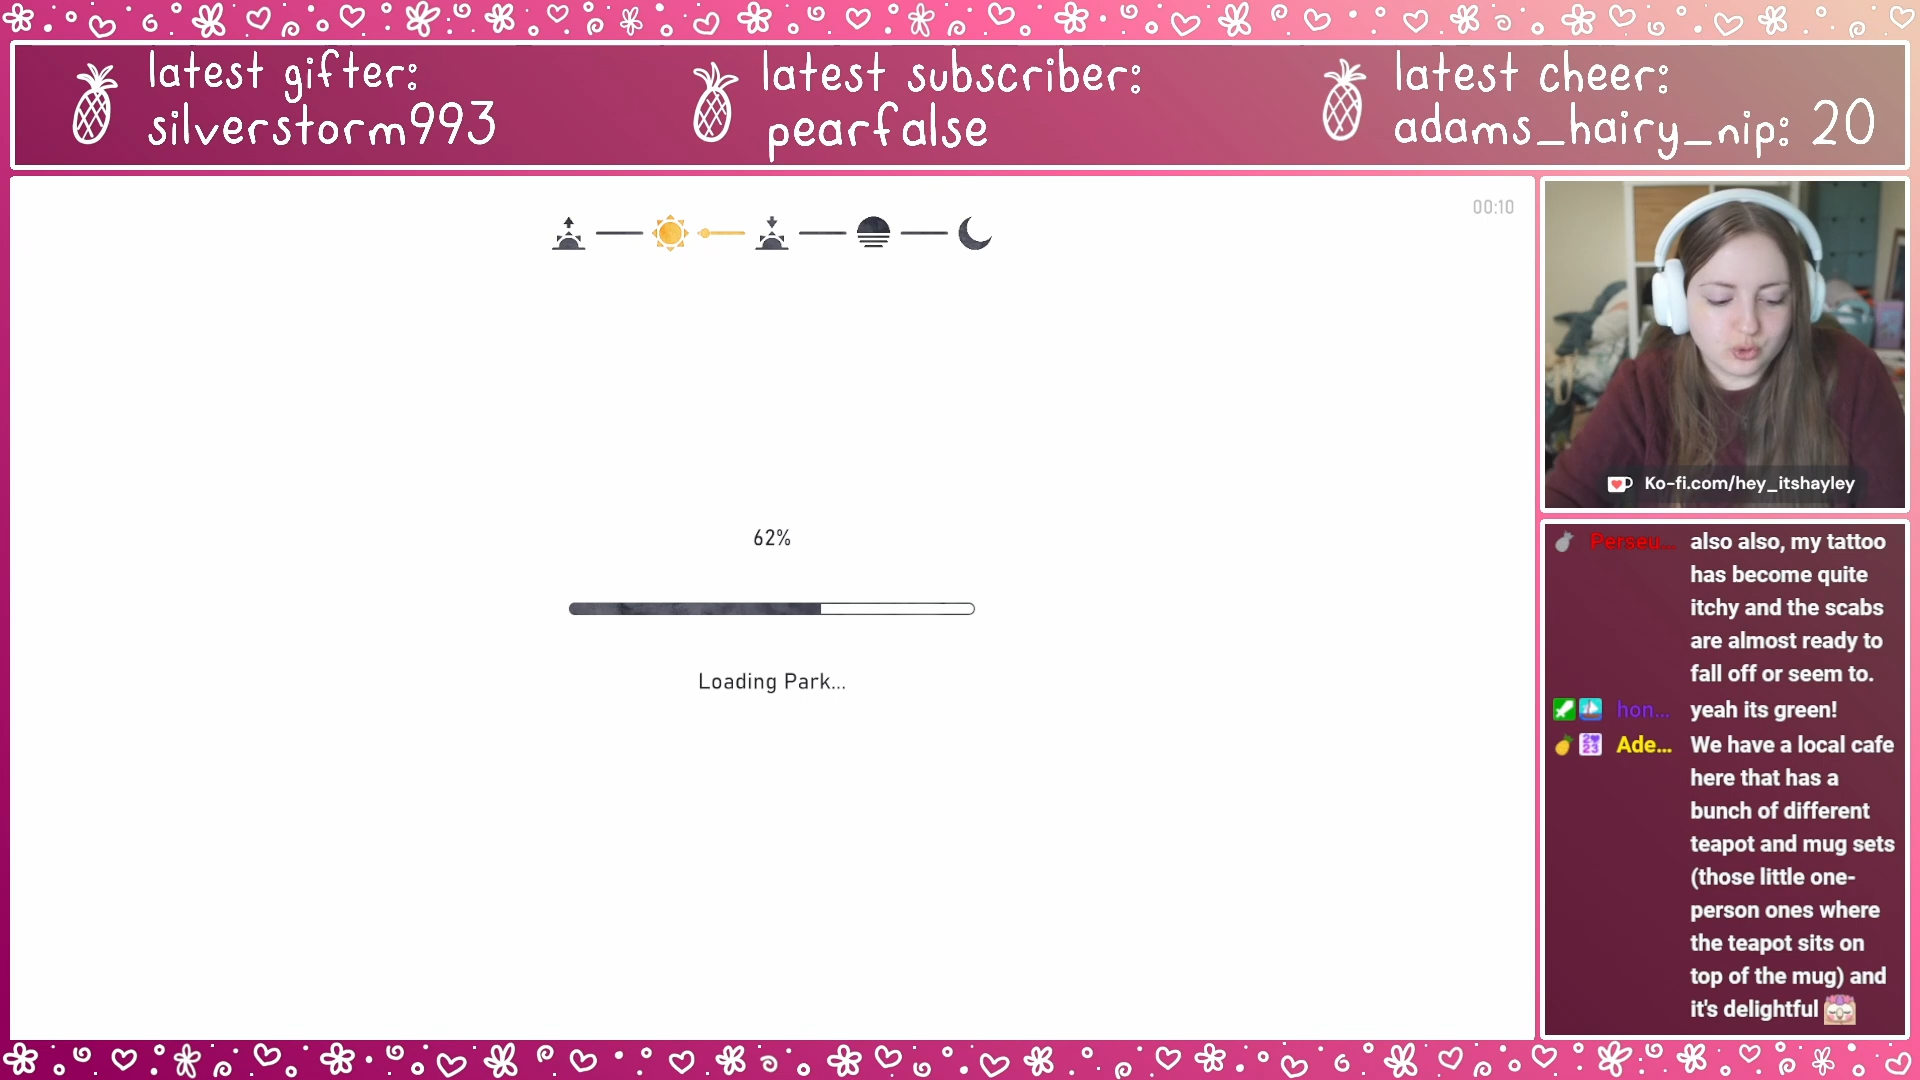 latest gifter:
silverstorm993
latest subscriber:
pearfalse
latest cheer:
adams_hairy_nip: 20
00:10
62%
Loading Park...
Ko-fi.com/hey_itshayley
Perseu... also also, my tattoo
has become quite
itchy and the scabs
are almost ready to
fall off or seem to.
hon... yeah its green!
Ade... We have a local cafe
here that has a
bunch of different
teapot and mug sets
(those little one-
person ones where
the teapot sits on
top of the mug) and
it's delightful